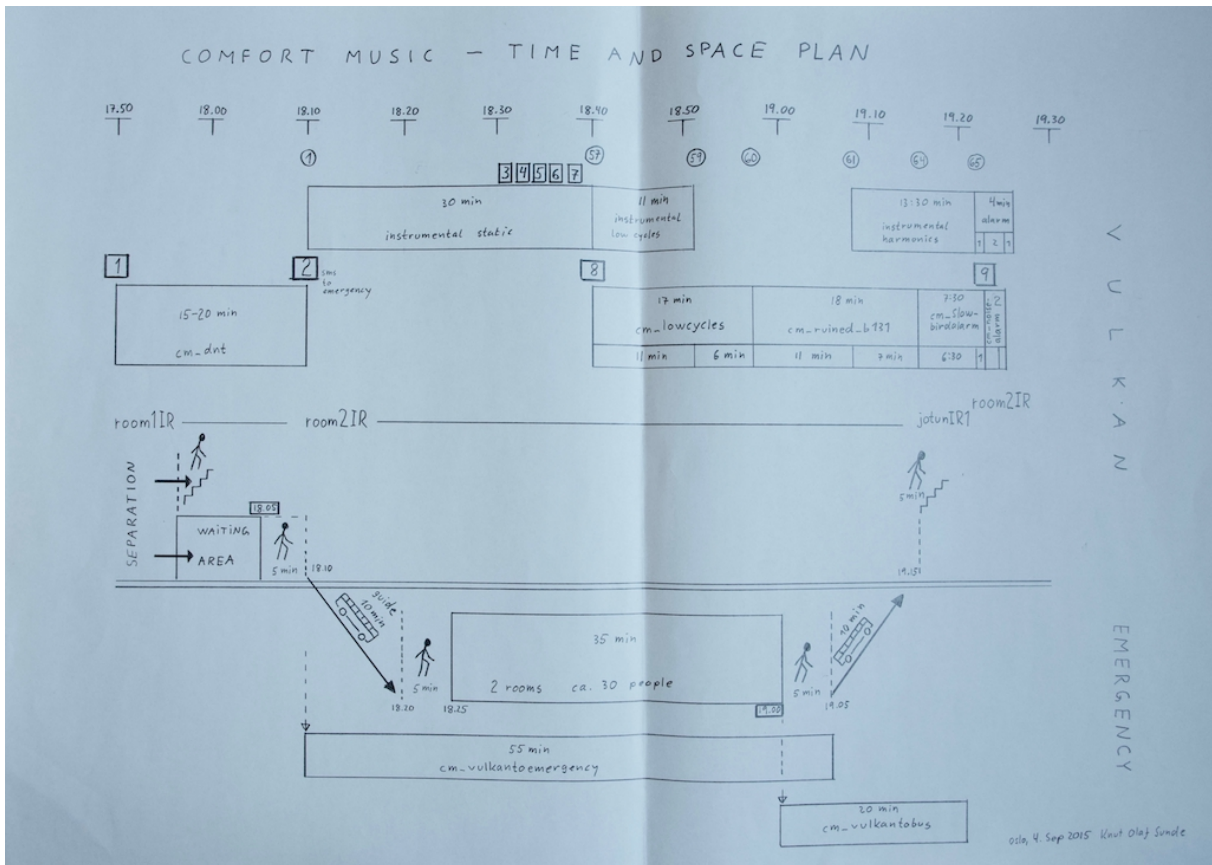 COMFORT MUSIC – TIME AND SPACE PLAN
17.50 18.00 18.10 18.20 18.30 18.40 18.50 19.00 19.10 19.20 19.30
1 57 59 60 61 64 65
3 4 5 6 7
30 min
instrumental static
11 min
instrumental
low cycles
13:30 min
instrumental
harmonics
4min
alarm
1 2 1
1
2
sms
to
emergency
8
9
15-20 min
cm_dnt
17 min
cm_lowcycles
18 min
cm_ruined_b131
7:30
cm_slow-
birdalarm
2
alarm
11 min 6 min 11 min 7 min 6:30 1
VULKAN
room1IR room2IR jotunIR1 room2IR
SEPARATION
18.05
WAITING
AREA
5 min
18.10
5 min
19.15
guide
10 min
5 min
18.20
18.25
35 min
2 rooms ca. 30 people
19.00
5 min
19.05
10 min
EMERGENCY
55 min
cm_vulkantoemergency
20 min
cm_vulkantobus
Oslo, 4. Sep 2015 Knut Olaf Sunde